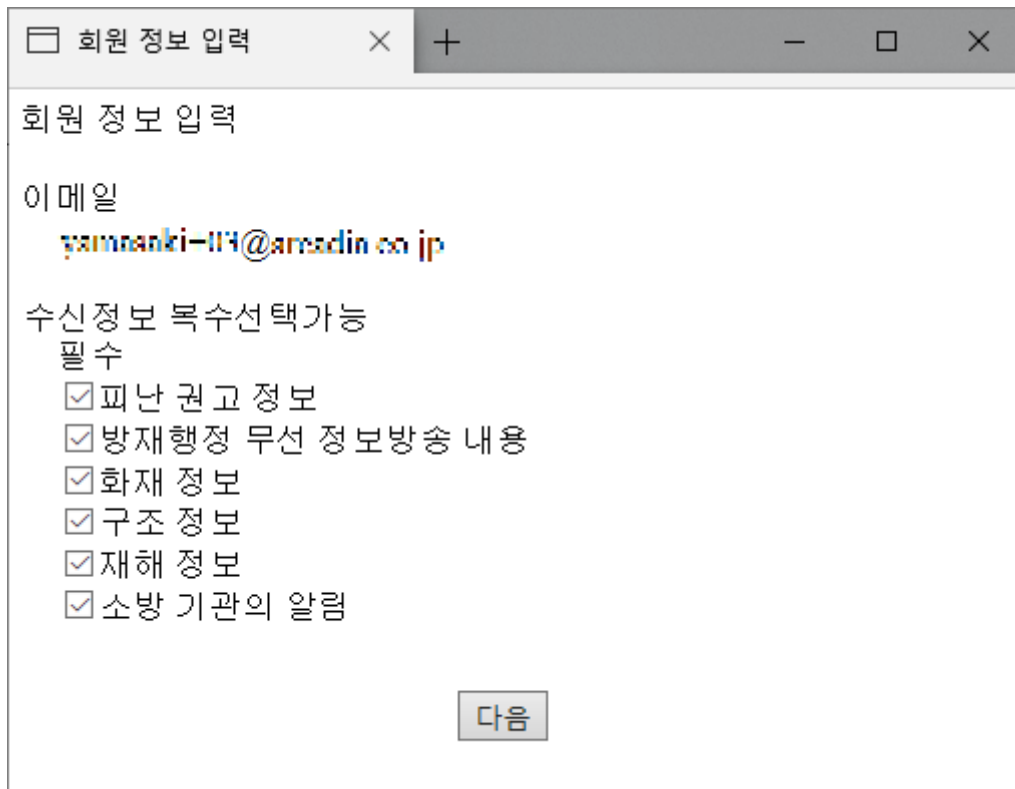 회원 정보 입력
회원 정보 입력
이메일
수신정보 복수선택가능
필수
피난 권고 정보
방재행정 무선 정보방송 내용
화재 정보
구조 정보
재해 정보
소방 기관의 알림
다음